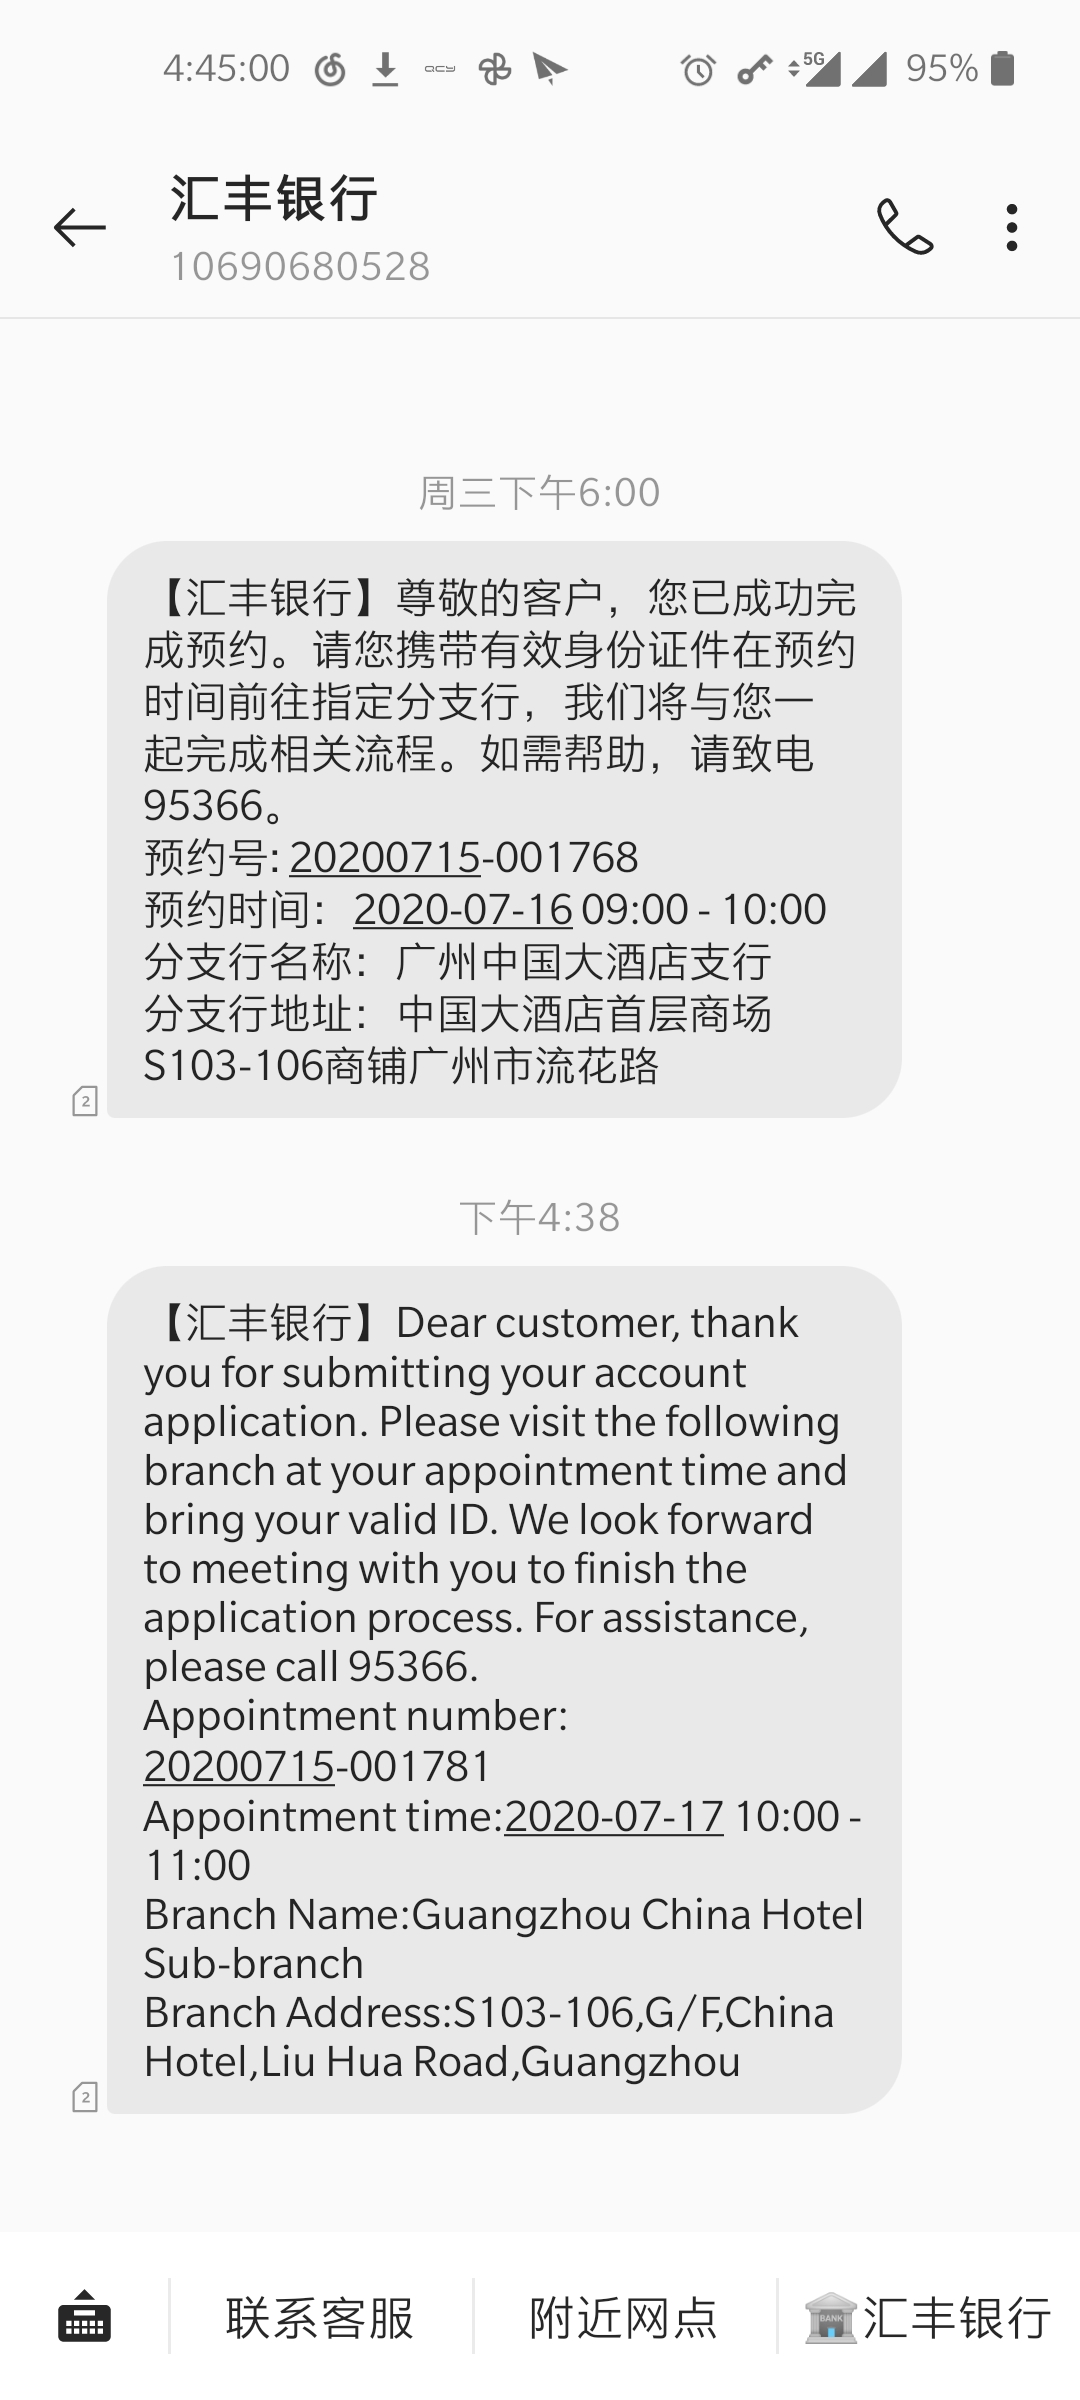 4:45:00
5G
95%
汇丰银行
10690680528
周三下午6:00
【汇丰银行】尊敬的客户，您已成功完
成预约。请您携带有效身份证件在预约
时间前往指定分支行，我们将与您一
起完成相关流程。如需帮助，请致电
95366。
预约号: 20200715-001768
预约时间：2020-07-16 09:00 - 10:00
分支行名称：广州中国大酒店支行
分支行地址：中国大酒店首层商场
S103-106商铺广州市流花路
2
下午4:38
【汇丰银行】Dear customer, thank
you for submitting your account
application. Please visit the following
branch at your appointment time and
bring your valid ID. We look forward
to meeting with you to finish the
application process. For assistance,
please call 95366.
Appointment number:
20200715-001781
Appointment time:2020-07-17 10:00 -
11:00
Branch Name:Guangzhou China Hotel
Sub-branch
Branch Address:S103-106,G/F,China
Hotel,Liu Hua Road,Guangzhou
2
联系客服
附近网点
BANK
汇丰银行